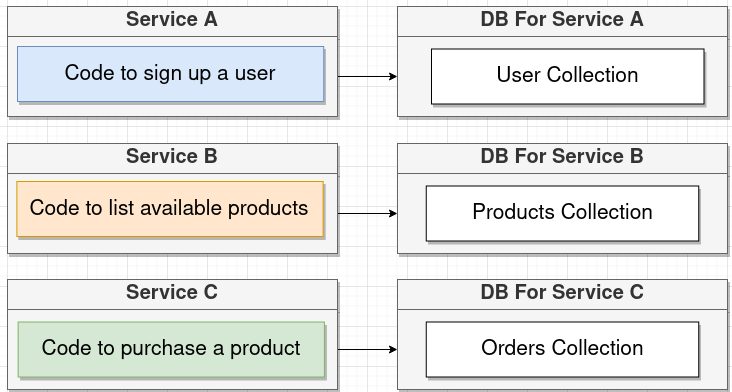 Service A
DB For Service A
Code to sign up a user
User Collection
Service B
DB For Service B
Code to list available products
Products Collection
Service C
DB For Service C
Code to purchase a product
Orders Collection